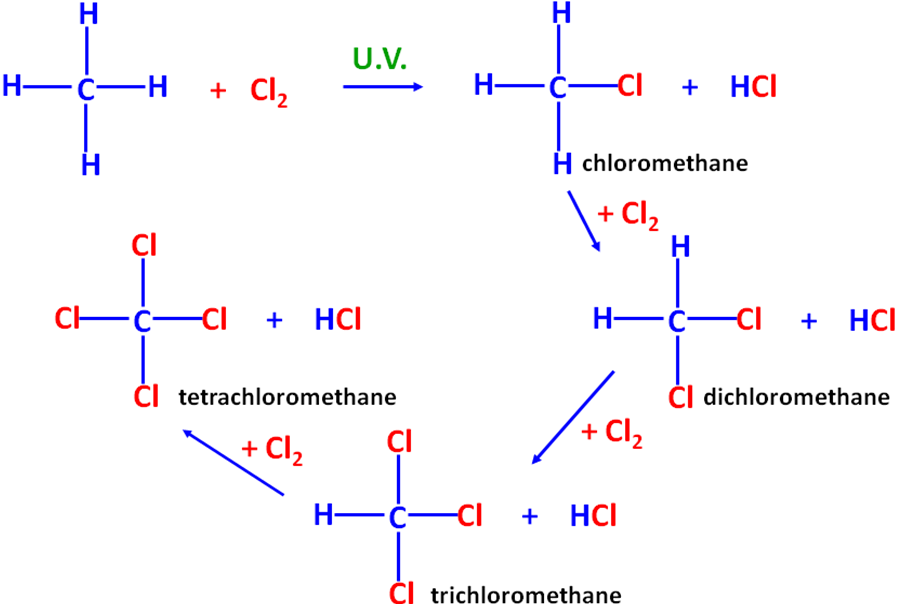 H
U.V.
H C H + Cl2 H C Cl + HCl
H H chloromethane
+ Cl2
Cl H
Cl C Cl + HCl H C Cl + HCl
Cl tetrachloromethane Cl dichloromethane
+ Cl2 Cl + Cl2
H C Cl + HCl
Cl trichloromethane